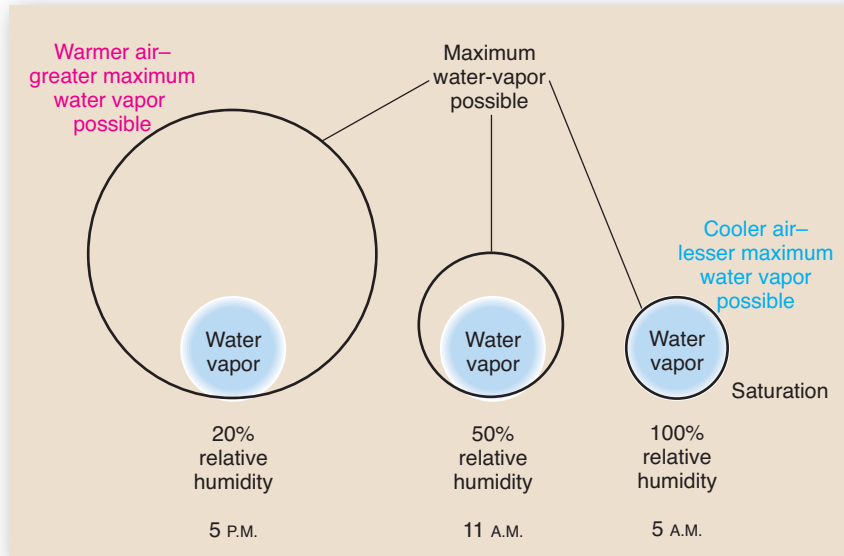 Warmer air–
greater maximum
water vapor
possible
Maximum
water-vapor
possible
Cooler air–
lesser maximum
water vapor
possible
Water
vapor
Water
vapor
Water
vapor
Saturation
20%
relative
humidity
50%
relative
humidity
100%
relative
humidity
5 P.M.
11 A.M.
5 A.M.